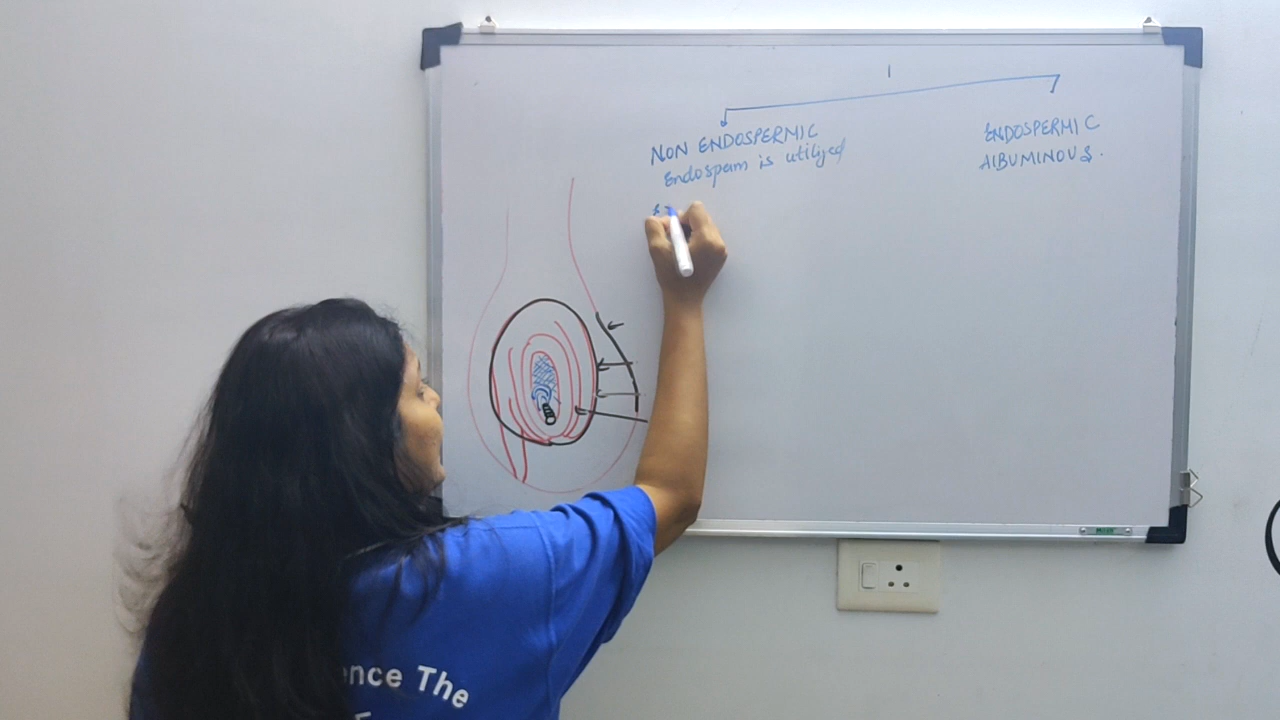 NON ENDOSPERMIC
Endosperm is utilized
ENDOSPERMIC
AlBUMINOUS.
ence The